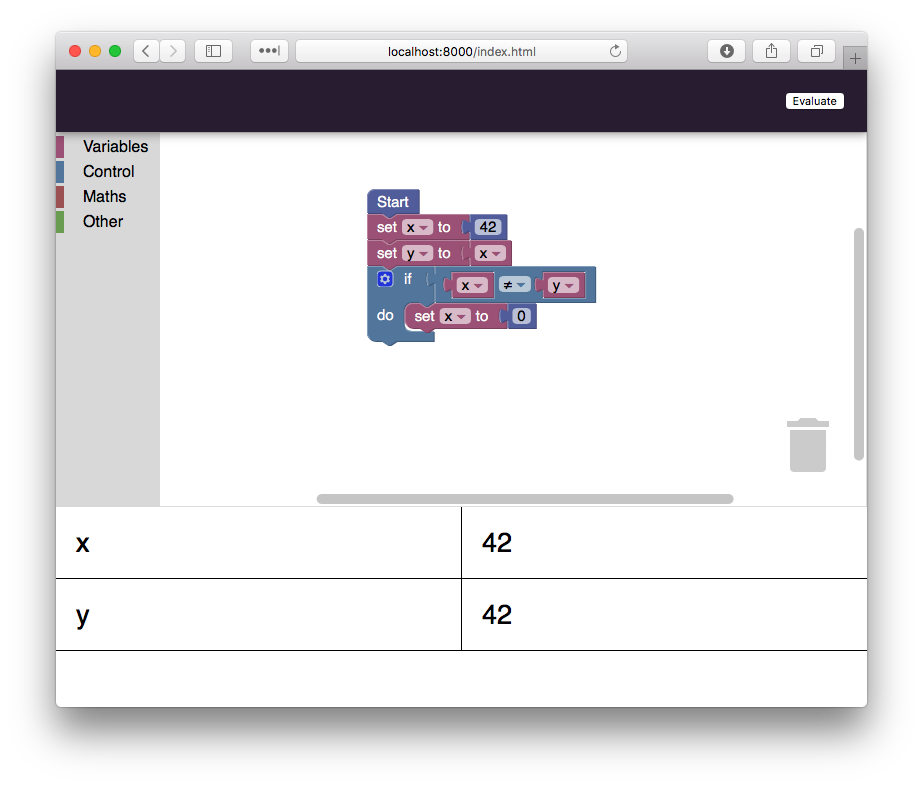 localhost:8000/index.html
Evaluate
Variables
Control
Maths
Other
Start
set x to 42
set y to x
if x ≠ y
do set x to 0
x 42
y 42